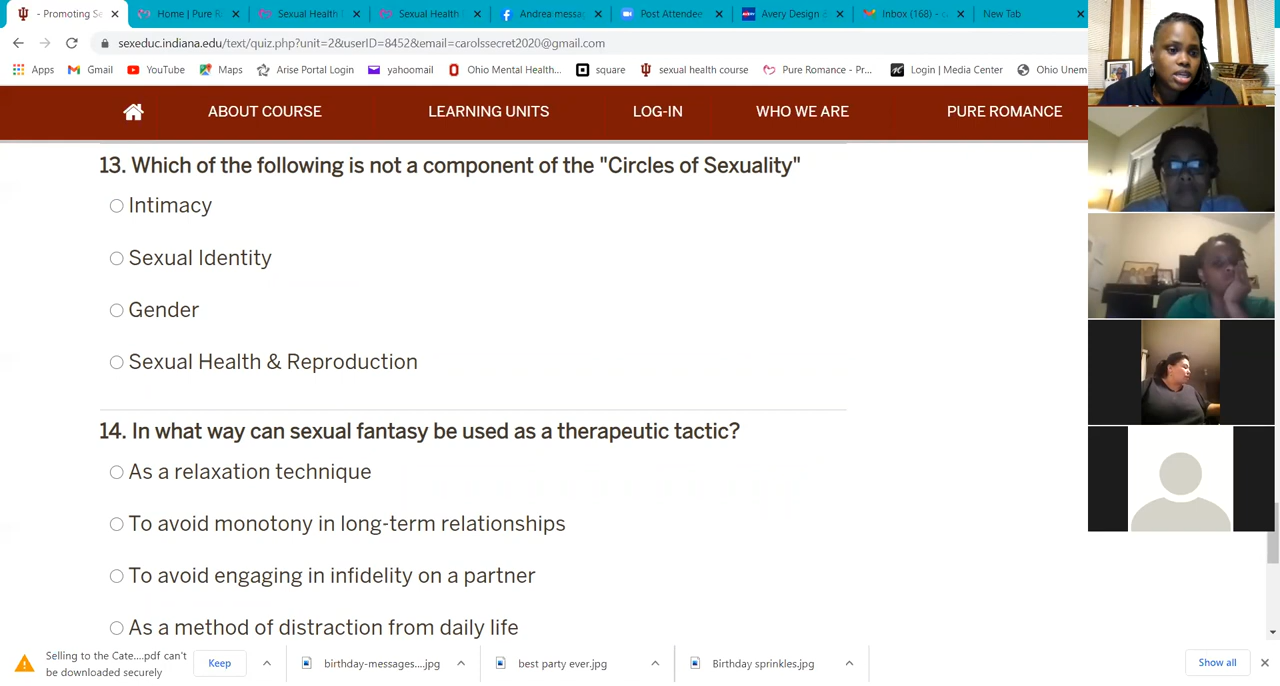 - Promoting Se
Home | Pure R
Sexual Health
Sexual Health
Andrea messa
Post Attendee
Avery Design &
Inbox (168) - c
New Tab
sexeduc.indiana.edu/text/quiz.php?unit=2&userID=8452&email=carolssecret2020@gmail.com
Apps
Gmail
YouTube
Maps
Arise Portal Login
yahoomail
Ohio Mental Health...
square
sexual health course
Pure Romance - Pr...
Login | Media Center
Ohio Unem
ABOUT COURSE
LEARNING UNITS
LOG-IN
WHO WE ARE
PURE ROMANCE
13. Which of the following is not a component of the "Circles of Sexuality"
Intimacy
Sexual Identity
Gender
Sexual Health & Reproduction
14. In what way can sexual fantasy be used as a therapeutic tactic?
As a relaxation technique
To avoid monotony in long-term relationships
To avoid engaging in infidelity on a partner
As a method of distraction from daily life
Selling to the Cate....pdf can't
be downloaded securely
Keep
birthday-messages....jpg
best party ever.jpg
Birthday sprinkles.jpg
Show all